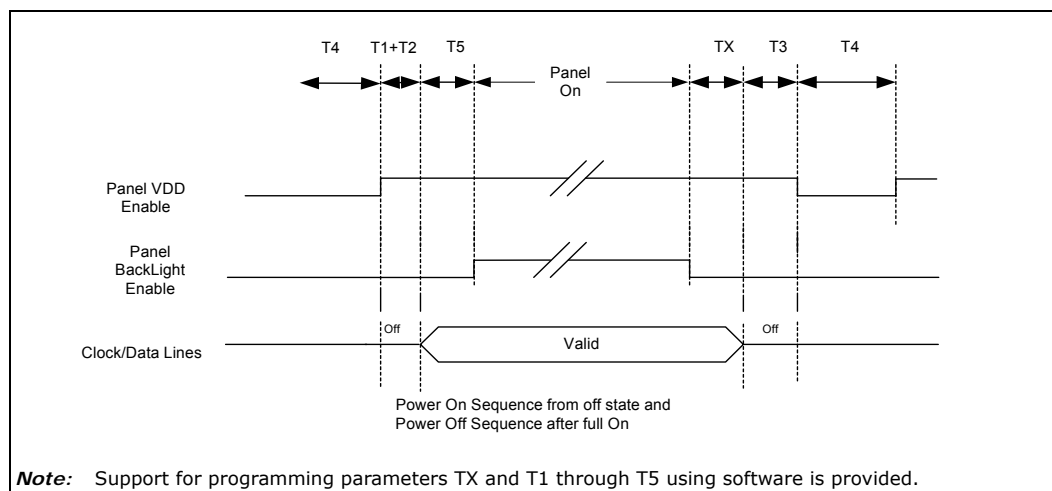 T4 T1+T2 T5 TX T3 T4
Panel
On
Panel VDD
Enable
Panel
BackLight
Enable
Off Off
Clock/Data Lines Valid
Power On Sequence from off state and
Power Off Sequence after full On
Note: Support for programming parameters TX and T1 through T5 using software is provided.